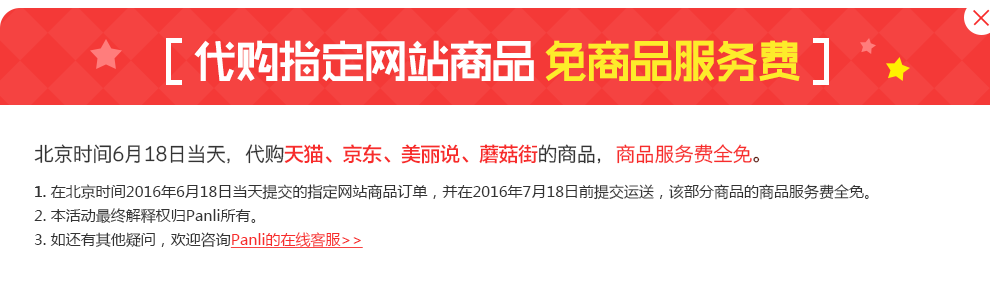 [ 代购指定网站商品 免商品服务费 ]
北京时间6月18日当天，代购天猫、京东、美丽说、蘑菇街的商品，商品服务费全免。
1. 在北京时间2016年6月18日当天提交的指定网站商品订单，并在2016年7月18日前提交运送，该部分商品的商品服务费全免。
2. 本活动最终解释权归Panli所有。
3. 如还有其他疑问，欢迎咨询Panli的在线客服>>